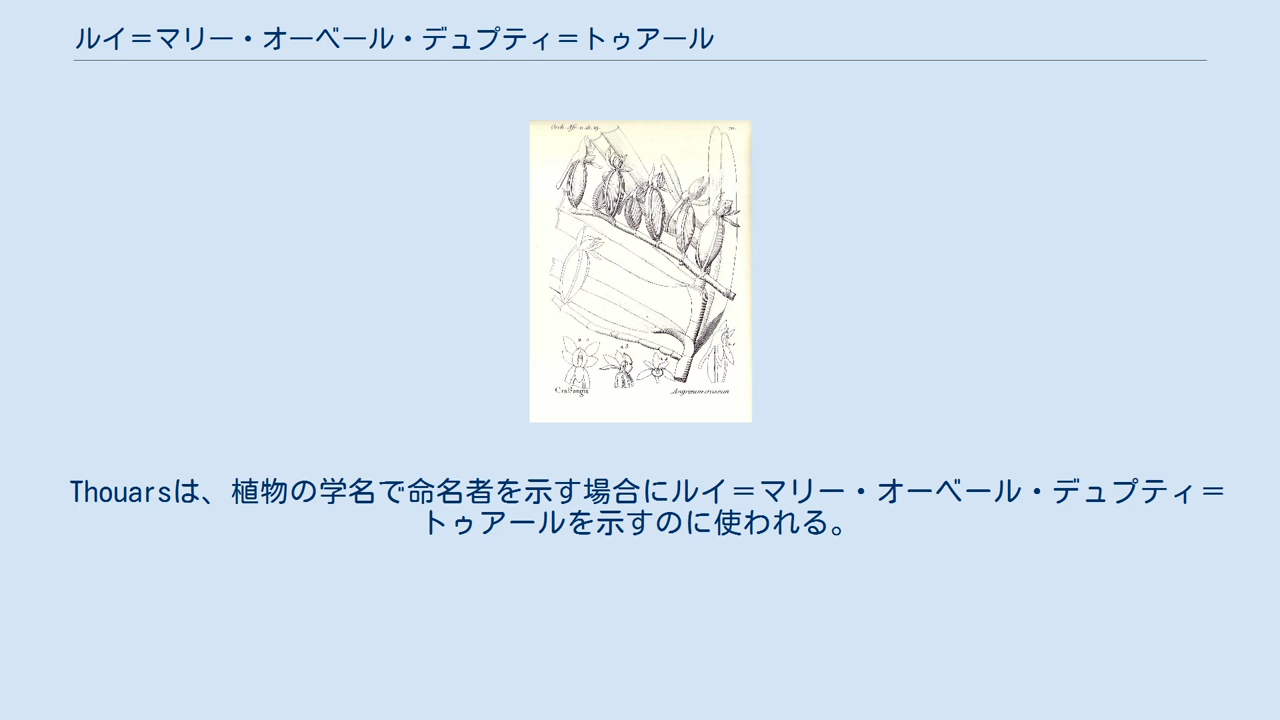 ルイ＝マリー・オーベール・デュプティ＝トゥアール
Crassangis
Angræcum crassum
Thouarsは、植物の学名で命名者を示す場合にルイ＝マリー・オーベール・デュプティ＝
トゥアールを示すのに使われる。